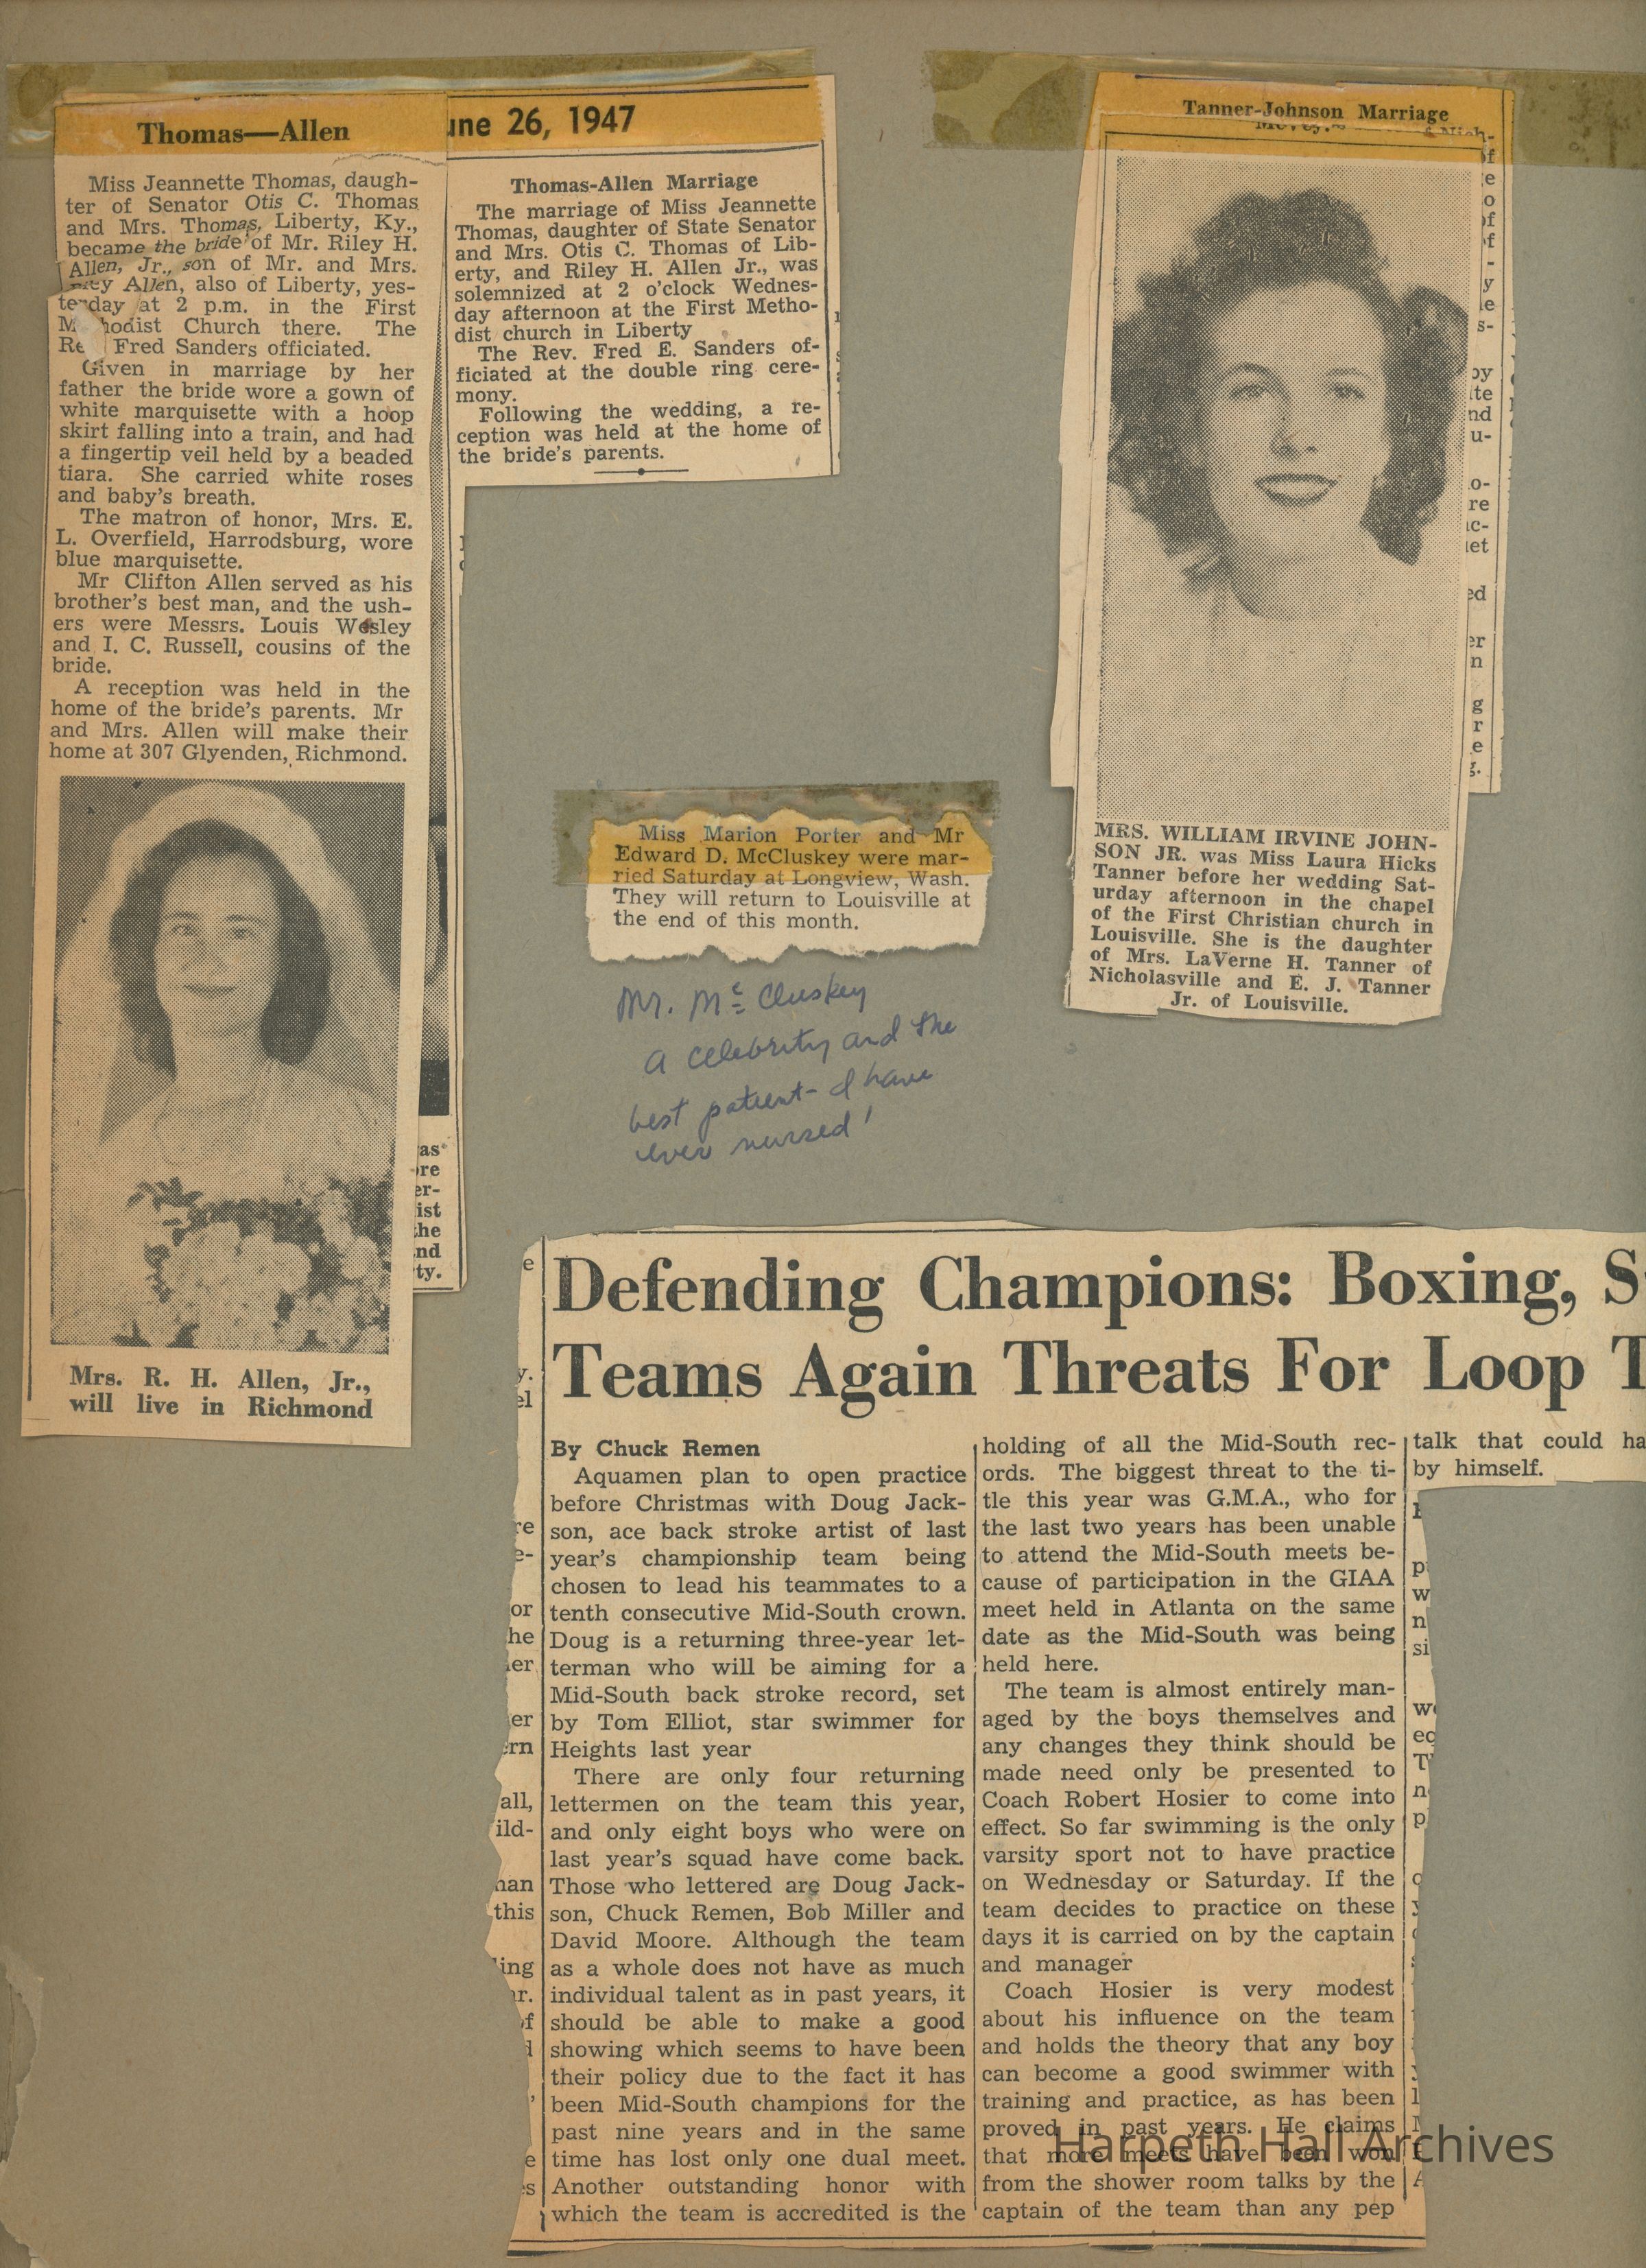 Thomas—Allen
Miss Jeannette Thomas, daugh-
ter of Senator Otis C. Thomas
and Mrs. Thomas, Liberty, Ky.,
became the bride of Mr. Riley H.
Allen, Jr., son of Mr. and Mrs.
Allen, also of Liberty, yes-
terday at 2 p.m. in the First
Church there. The
Fred Sanders officiated.
Given in marriage by her
father the bride wore a gown of
white marquisette with a hoop
skirt falling into a train, and had
a fingertip veil held by a beaded
tiara. She carried white roses
and baby's breath.
The matron of honor, Mrs. E.
L. Overfield, Harrodsburg, wore
blue marquisette.
Mr Clifton Allen served as his
brother's best man, and the ush-
ers were Messrs. Louis Wesley
and I. C. Russell, cousins of the
bride.
A reception was held in the
home of the bride's parents. Mr
and Mrs. Allen will make their
home at 307 Glyenden, Richmond.
Mrs. R. H. Allen, Jr.,
will live in Richmond
une 26, 1947
Thomas-Allen Marriage
The marriage of Miss Jeannette
Thomas, daughter of State Senator
and Mrs. Otis C. Thomas of Lib-
erty, and Riley H. Allen Jr., was
solemnized at 2 o'clock Wednes-
day afternoon at the First Metho-
dist church in Liberty
The Rev. Fred E. Sanders of-
ficiated at the double ring cere-
mony.
Following the wedding, a re-
ception was held at the home of
the bride's parents.
as
re
er-
ist
the
nd
ty.
Miss Marion Porter and Mr
Edward D. McCluskey were mar-
ried Saturday at Longview, Wash.
They will return to Louisville at
the end of this month.
Mr. McCluskey
a celebrity and the
best patient- I have
ever nursed!
Tanner-Johnson Marriage
MRS. WILLIAM IRVINE JOHN-
SON JR. was Miss Laura Hicks
Tanner before her wedding Sat-
urday afternoon in the chapel
of the First Christian church in
Louisville. She is the daughter
of Mrs. LaVerne H. Tanner of
Nicholasville and E. J. Tanner
Jr. of Louisville.
Defending Champions: Boxing, S
Teams Again Threats For Loop T
By Chuck Remen
Aquamen plan to open practice
before Christmas with Doug Jack-
son, ace back stroke artist of last
year's championship team being
chosen to lead his teammates to a
tenth consecutive Mid-South crown.
Doug is a returning three-year let-
terman who will be aiming for a
Mid-South back stroke record, set
by Tom Elliot, star swimmer for
Heights last year
There are only four returning
lettermen on the team this year,
and only eight boys who were on
last year's squad have come back.
Those who lettered are Doug Jack-
son, Chuck Remen, Bob Miller and
David Moore. Although the team
as a whole does not have as much
individual talent as in past years, it
should be able to make a good
showing which seems to have been
their policy due to the fact it has
been Mid-South champions for the
past nine years and in the same
time has lost only one dual meet.
Another outstanding honor with
which the team is accredited is the
holding of all the Mid-South rec-
ords. The biggest threat to the ti-
tle this year was G.M.A., who for
the last two years has been unable
to attend the Mid-South meets be-
cause of participation in the GIAA
meet held in Atlanta on the same
date as the Mid-South was being
held here.
The team is almost entirely man-
aged by the boys themselves and
any changes they think should be
made need only be presented to
Coach Robert Hosier to come into
effect. So far swimming is the only
varsity sport not to have practice
on Wednesday or Saturday. If the
team decides to practice on these
days it is carried on by the captain
and manager
Coach Hosier is very modest
about his influence on the team
and holds the theory that any boy
can become a good swimmer with
training and practice, as has been
proved in past years. He claims
that more meets have been won
from the shower room talks by the
captain of the team than any pep
talk that could ha
by himself.
Harpeth Hall Archives